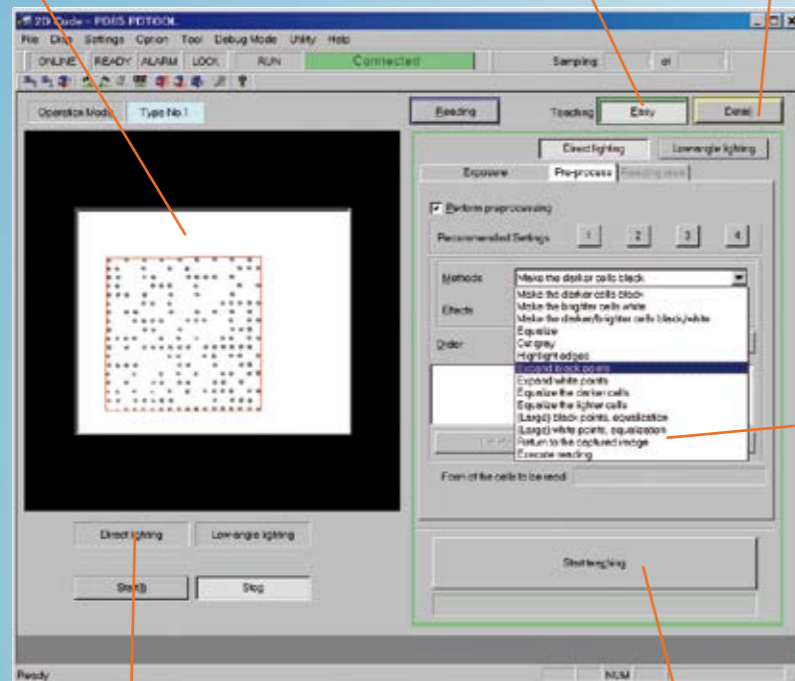 2D Code - PD65 PDTOOL
File Disp Settings Option Tool Debug Mode Utility Help
ONLINE READY ALARM LOCK RUN Connected Sampling of
Operation Mode Type No.1 Reading Teaching Easy Detail
Direct lighting Low-angle lighting
Exposure Pre-process Reading area
Perform preprocessing
Recommended Settings 1 2 3 4
Methods Make the darker cells black
Make the darker cells black
Effects Make the brighter cells white
Make the darker/brighter cells black/white
Equalize
Order Cut grey
Highlight edges
Expand black points
Expand white points
Equalize the darker cells
Equalize the lighter cells
(Large) black points, equalization
(Large) white points, equalization
Return to the captured image
Execute reading
Form of the cells to be read
Direct lighting Low-angle lighting
Start teaching
Stop
Ready NUM